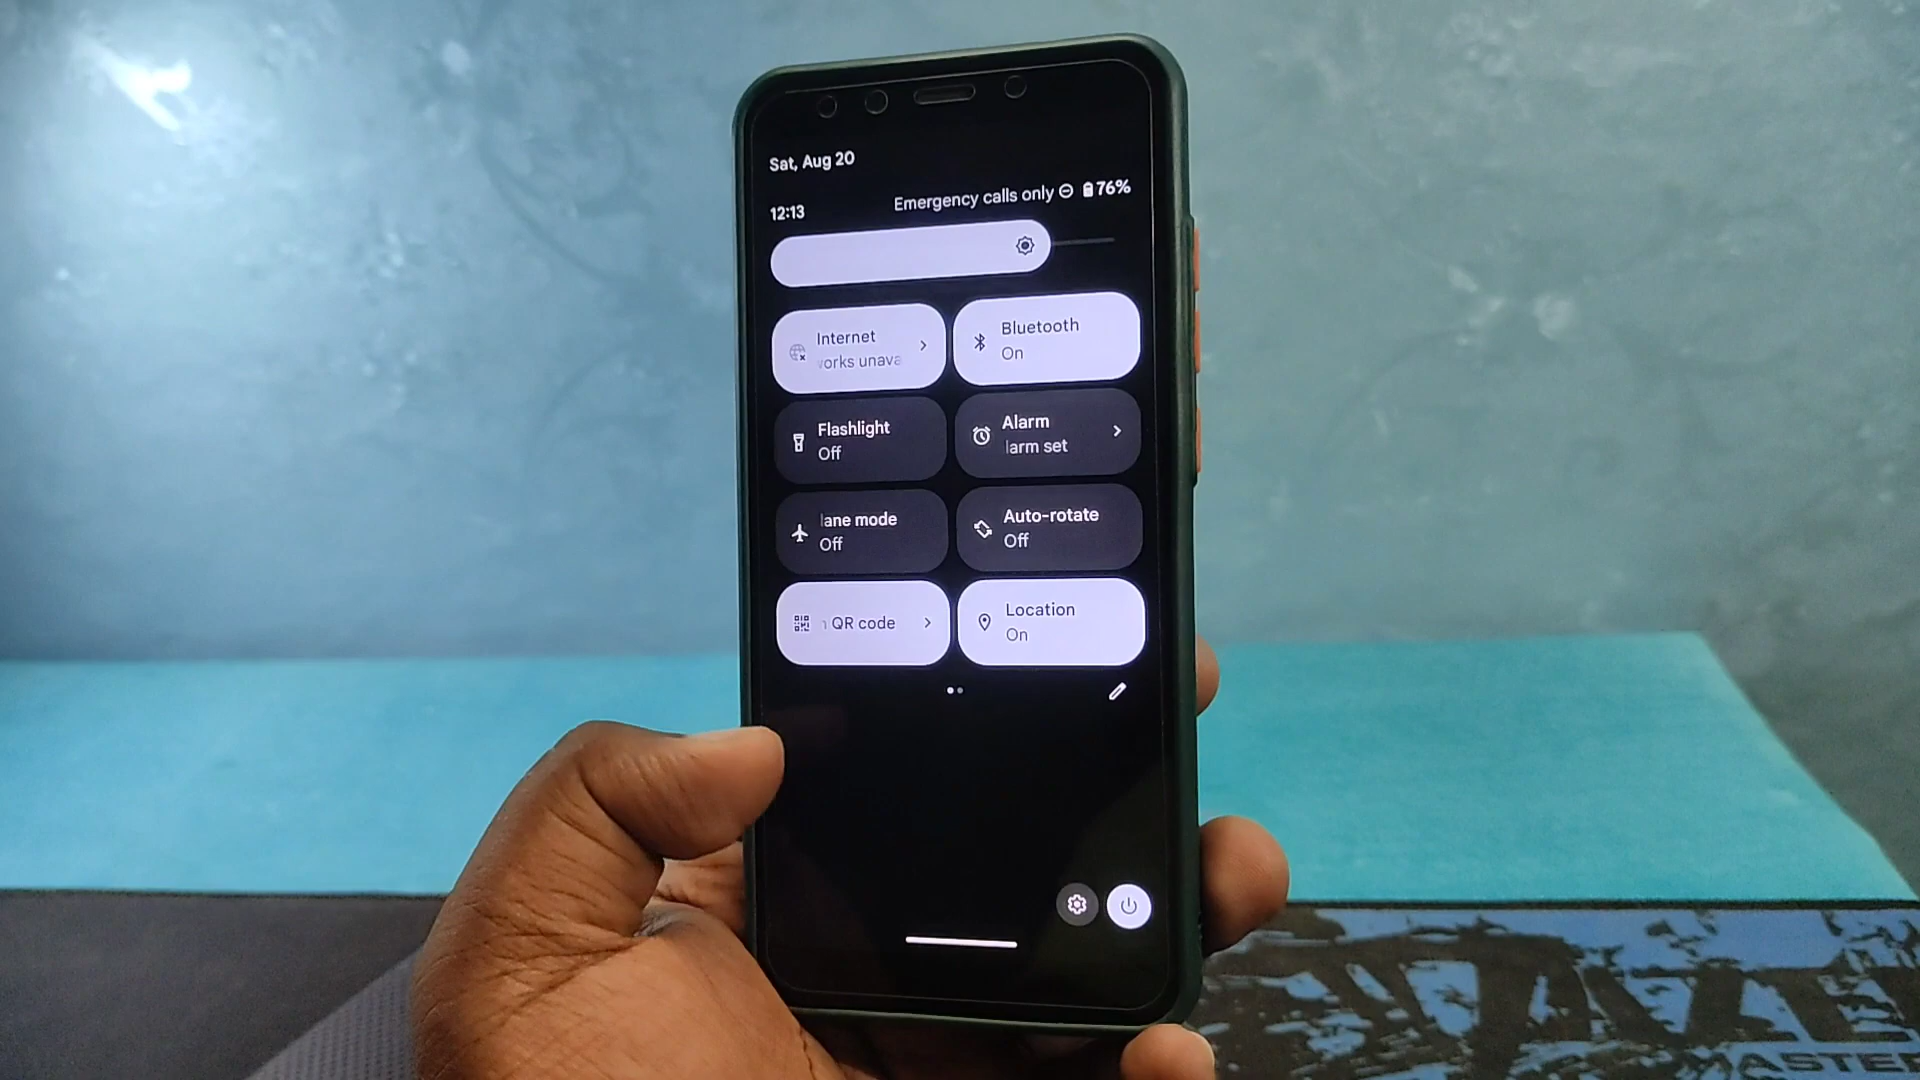 Sat, Aug 20
12:13 Emergency calls only 76%
Internet
orks unava
Bluetooth
On
Flashlight
Off
Alarm
larm set
lane mode
Off
Auto-rotate
Off
QR code
Location
On
MASTER